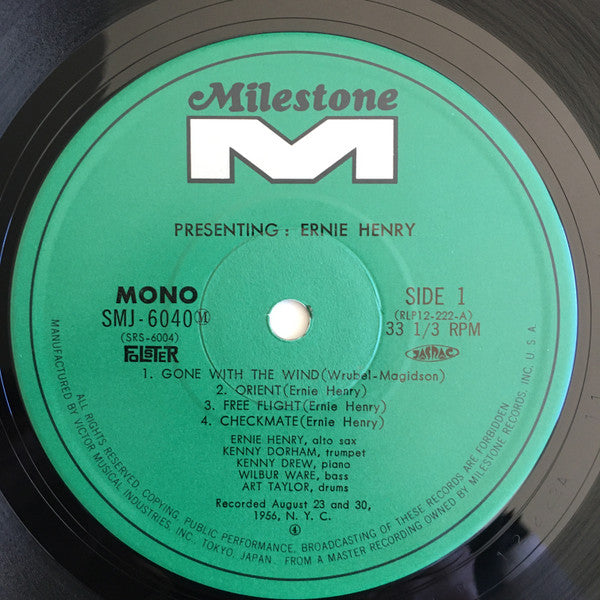 Milestone
M
PRESENTING : ERNIE HENRY
MONO
SMJ-6040Ⓜ
(SRS-6004)
FOLSTER
SIDE 1
(RLP12-222-A)
33 1/3 RPM
JASRAC
1. GONE WITH THE WIND(Wrubel-Magidson)
2. ORIENT(Ernie Henry)
3. FREE FLIGHT(Ernie Henry)
4. CHECKMATE(Ernie Henry)
ERNIE HENRY, alto sax
KENNY DORHAM, trumpet
KENNY DREW, piano
WILBUR WARE, bass
ART TAYLOR, drums
Recorded August 23 and 30,
1956, N. Y. C.
④
MANUFACTURED BY VICTOR MUSICAL INDUSTRIES, INC., TOKYO, JAPAN. FROM A MASTER RECORDING OWNED BY MILESTONE RECORDS, INC. U. S. A.
ALL RIGHTS RESERVED COPYING, PUBLIC PERFORMANCE, BROADCASTING OF THESE RECORDS ARE FORBIDDEN